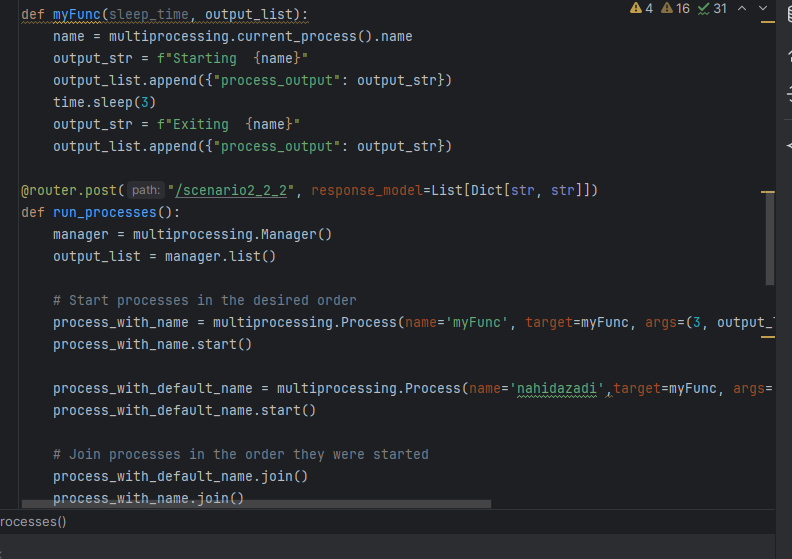 4 16 31
def myFunc(sleep_time, output_list):
    name = multiprocessing.current_process().name
    output_str = f"Starting  {name}"
    output_list.append({"process_output": output_str})
    time.sleep(3)
    output_str = f"Exiting  {name}"
    output_list.append({"process_output": output_str})
@router.post( path: "/scenario2_2_2", response_model=List[Dict[str, str]])
def run_processes():
    manager = multiprocessing.Manager()
    output_list = manager.list()
    # Start processes in the desired order
    process_with_name = multiprocessing.Process(name='myFunc', target=myFunc, args=(3, output_
    process_with_name.start()
    process_with_default_name = multiprocessing.Process(name='nahidazadi',target=myFunc, args=
    process_with_default_name.start()
    # Join processes in the order they were started
    process_with_default_name.join()
    process_with_name.join()
rocesses()